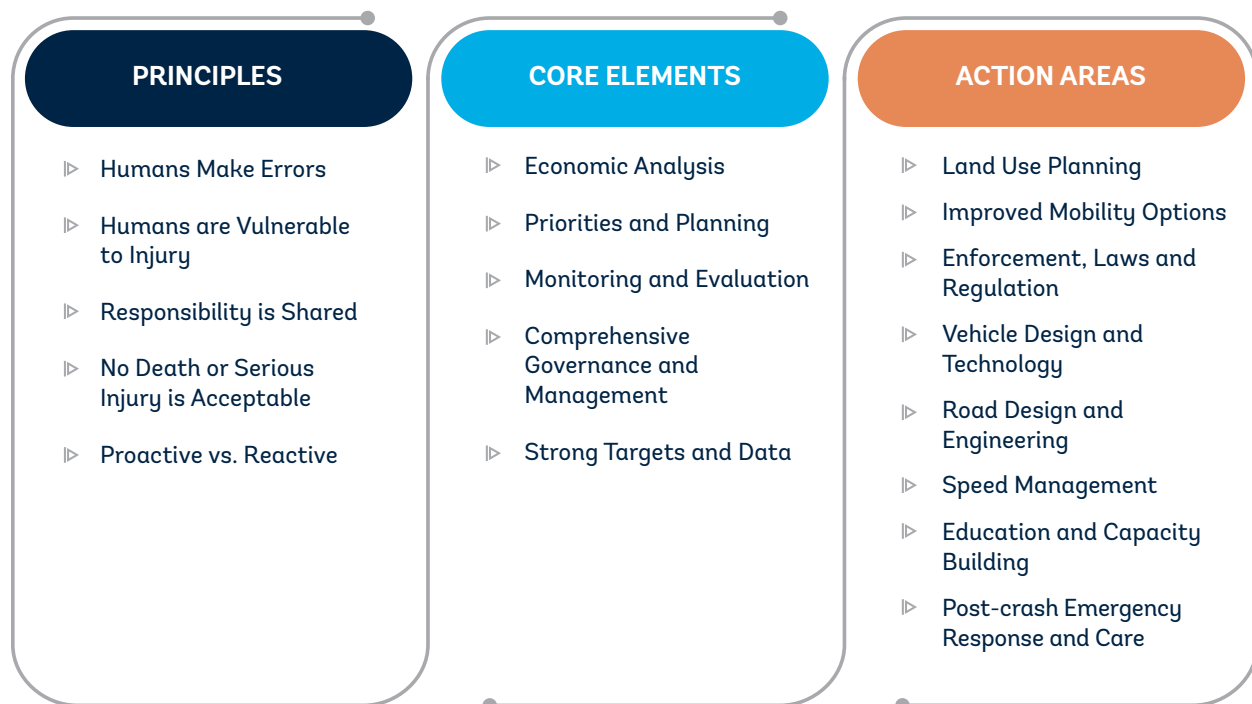 PRINCIPLES
Humans Make Errors
Humans are Vulnerable
to Injury
Responsibility is Shared
No Death or Serious
Injury is Acceptable
Proactive vs. Reactive
CORE ELEMENTS
Economic Analysis
Priorities and Planning
Monitoring and Evaluation
Comprehensive
Governance and
Management
Strong Targets and Data
ACTION AREAS
Land Use Planning
Improved Mobility Options
Enforcement, Laws and
Regulation
Vehicle Design and
Technology
Road Design and
Engineering
Speed Management
Education and Capacity
Building
Post-crash Emergency
Response and Care